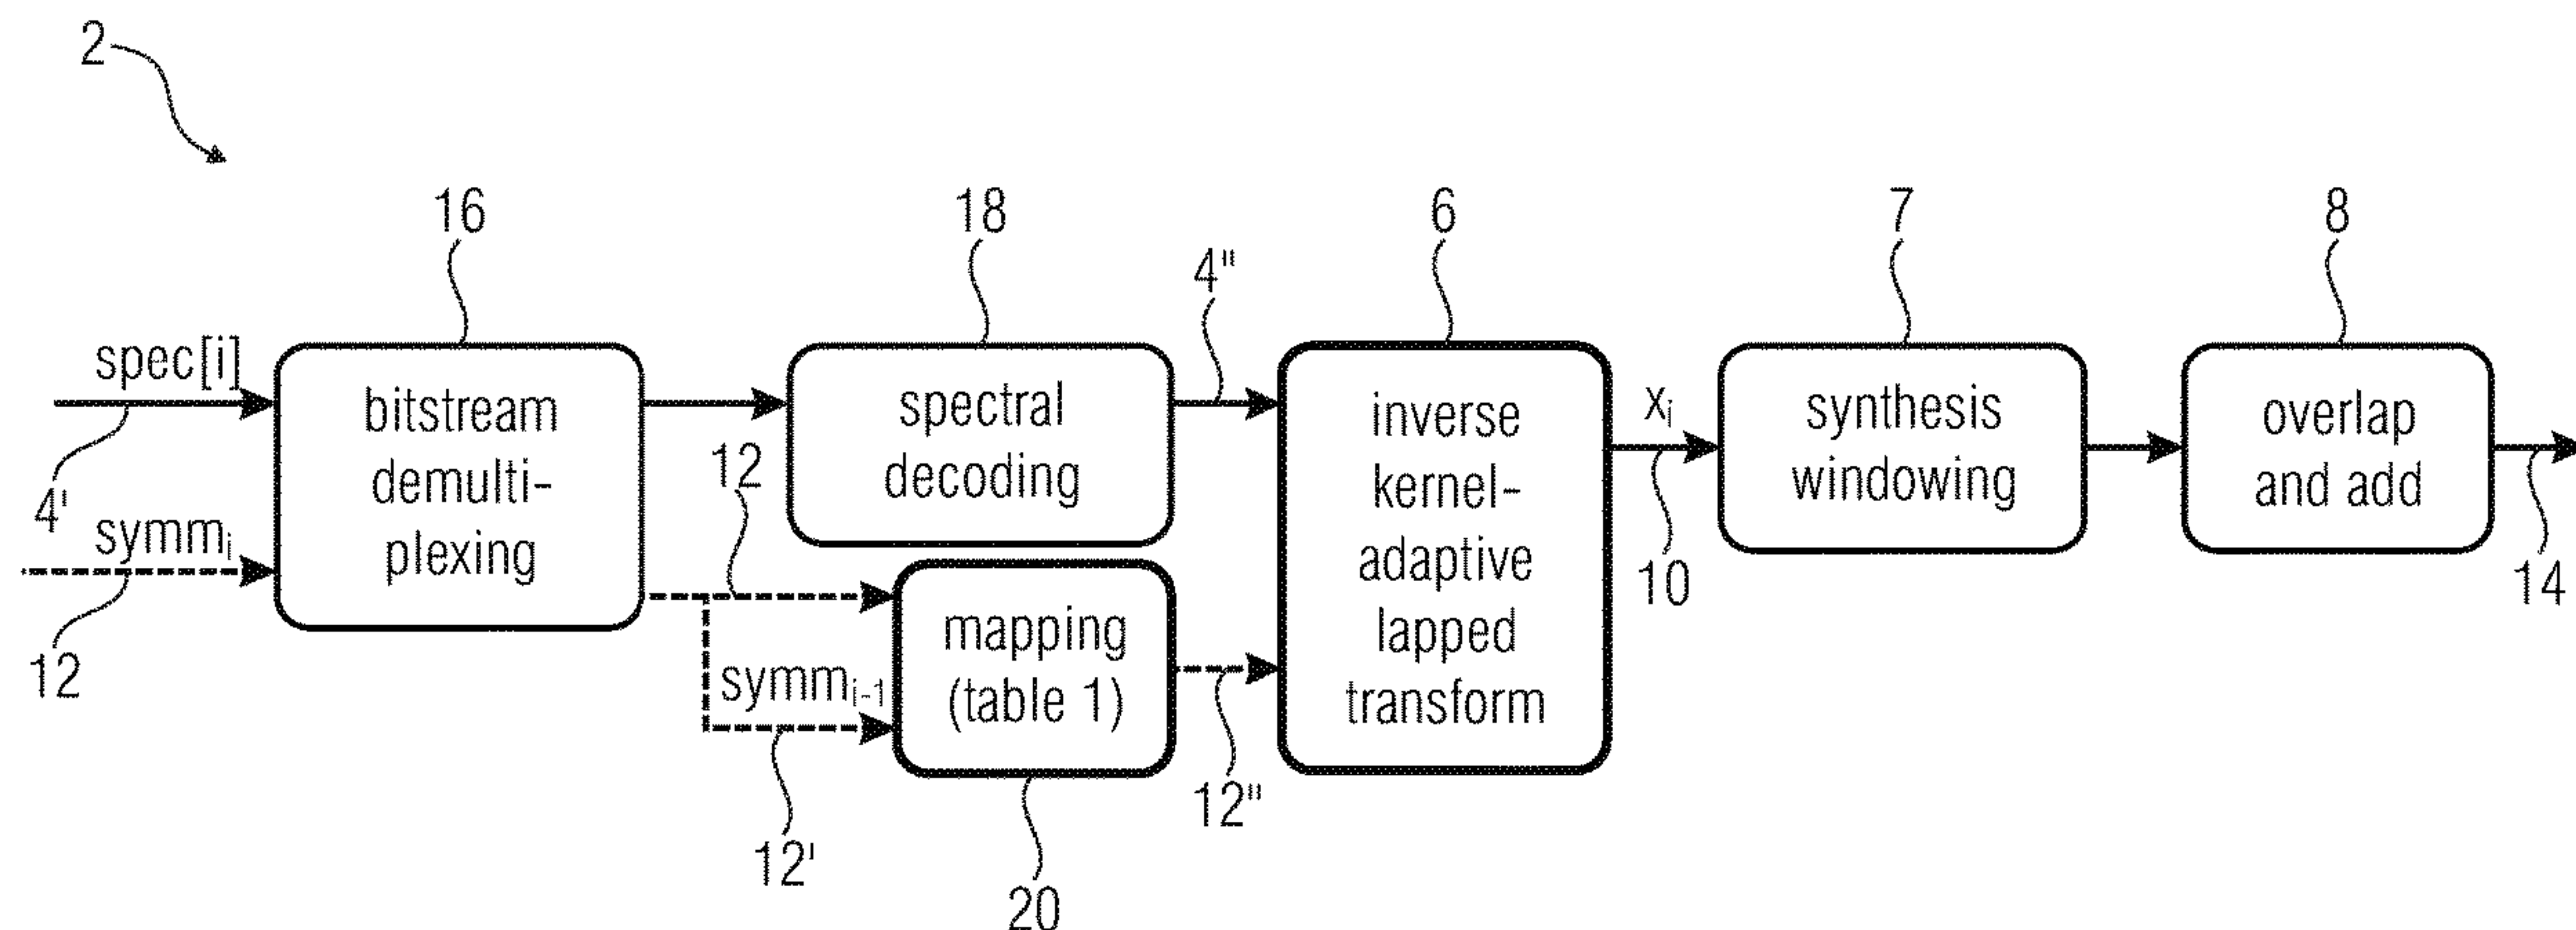 2
16
18
6
7
8
4"
spec[i]
4'
symmᵢ
12
bitstream
demulti-
plexing
12
symmᵢ₋₁
12'
spectral
decoding
mapping
(table 1)
20
12"
inverse
kernel-
adaptive
lapped
transform
xᵢ
10
synthesis
windowing
overlap
and add
14